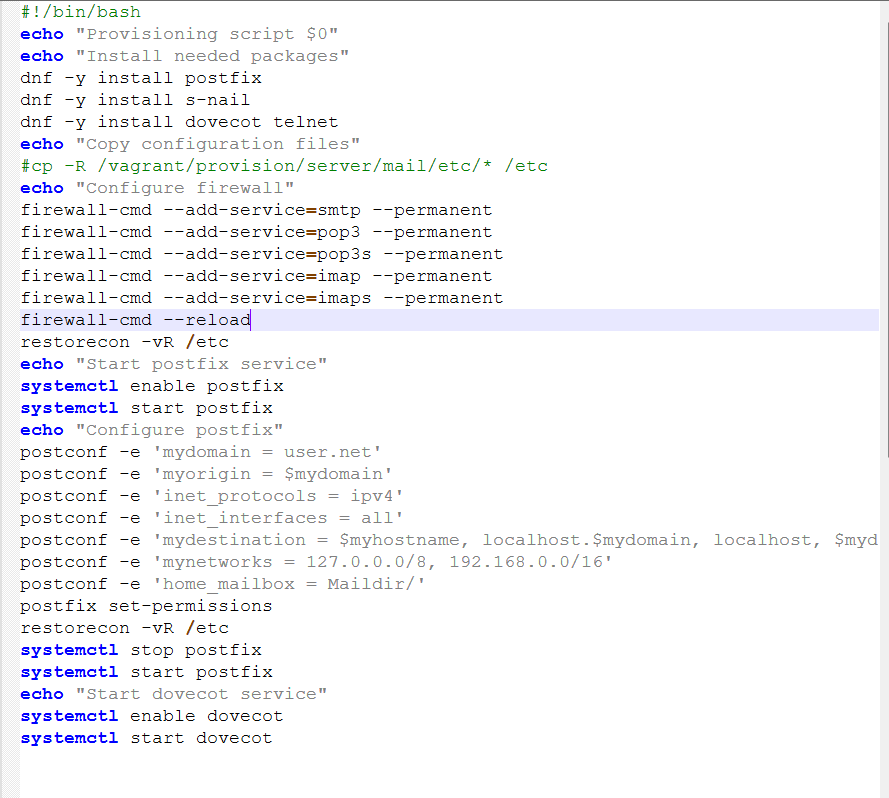 #!/bin/bash
echo "Provisioning script $0"
echo "Install needed packages"
dnf -y install postfix
dnf -y install s-nail
dnf -y install dovecot telnet
echo "Copy configuration files"
#cp -R /vagrant/provision/server/mail/etc/* /etc
echo "Configure firewall"
firewall-cmd --add-service=smtp --permanent
firewall-cmd --add-service=pop3 --permanent
firewall-cmd --add-service=pop3s --permanent
firewall-cmd --add-service=imap --permanent
firewall-cmd --add-service=imaps --permanent
firewall-cmd --reload
restorecon -vR /etc
echo "Start postfix service"
systemctl enable postfix
systemctl start postfix
echo "Configure postfix"
postconf -e 'mydomain = user.net'
postconf -e 'myorigin = $mydomain'
postconf -e 'inet_protocols = ipv4'
postconf -e 'inet_interfaces = all'
postconf -e 'mydestination = $myhostname, localhost.$mydomain, localhost, $myd
postconf -e 'mynetworks = 127.0.0.0/8, 192.168.0.0/16'
postconf -e 'home_mailbox = Maildir/'
postfix set-permissions
restorecon -vR /etc
systemctl stop postfix
systemctl start postfix
echo "Start dovecot service"
systemctl enable dovecot
systemctl start dovecot